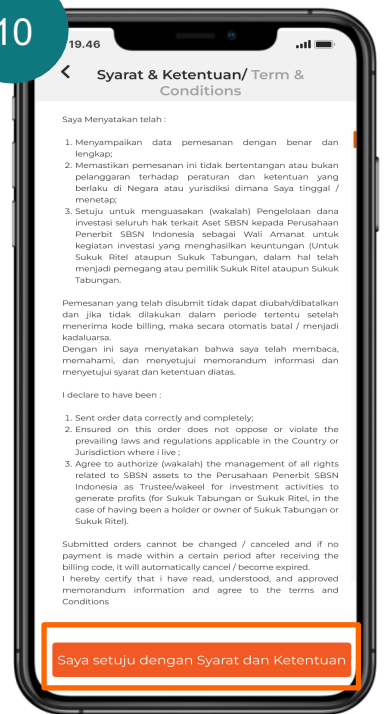 10
19.46
Syarat & Ketentuan/ Term &
Conditions
Saya Menyatakan telah :
1. Menyampaikan data pemesanan dengan benar dan
lengkap;
2. Memastikan pemesanan ini tidak bertentangan atau bukan
pelanggaran terhadap peraturan dan ketentuan yang
berlaku di Negara atau yurisdiksi dimana Saya tinggal /
menetap;
3. Setuju untuk menguasakan (wakalah) Pengelolaan dana
investasi seluruh hak terkait Aset SBSN kepada Perusahaan
Penerbit SBSN Indonesia sebagai Wali Amanat untuk
kegiatan investasi yang menghasilkan keuntungan (Untuk
Sukuk Ritel ataupun Sukuk Tabungan, dalam hal telah
menjadi pemegang atau pemilik Sukuk Ritel ataupun Sukuk
Tabungan.
Pemesanan yang telah disubmit tidak dapat diubah/dibatalkan
dan jika tidak dilakukan dalam periode tertentu setelah
menerima kode billing, maka secara otomatis batal / menjadi
kadaluarsa.
Dengan ini saya menyatakan bahwa saya telah membaca,
memahami, dan menyetujui memorandum informasi dan
menyetujui syarat dan ketentuan diatas.
I declare to have been :
1. Sent order data correctly and completely;
2. Ensured on this order does not oppose or violate the
prevailing laws and regulations applicable in the Country or
Jurisdiction where i live ;
3. Agree to authorize (wakalah) the management of all rights
related to SBSN assets to the Perusahaan Penerbit SBSN
Indonesia as Trustee/wakeel for investment activities to
generate profits (for Sukuk Tabungan or Sukuk Ritel, in the
case of having been a holder or owner of Sukuk Tabungan or
Sukuk Ritel).
Submitted orders cannot be changed / canceled and if no
payment is made within a certain period after receiving the
billing code, it will automatically cancel / become expired.
I hereby certify that i have read, understood, and approved
memorandum information and agree to the terms and
Conditions
Saya setuju dengan Syarat dan Ketentuan